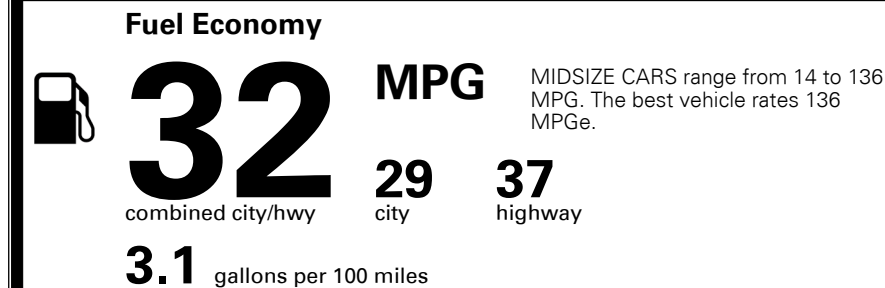 Fuel Economy
32 MPG
MIDSIZE CARS range from 14 to 136
MPG. The best vehicle rates 136
MPGe.
29 37
combined city/hwy city highway
3.1 gallons per 100 miles